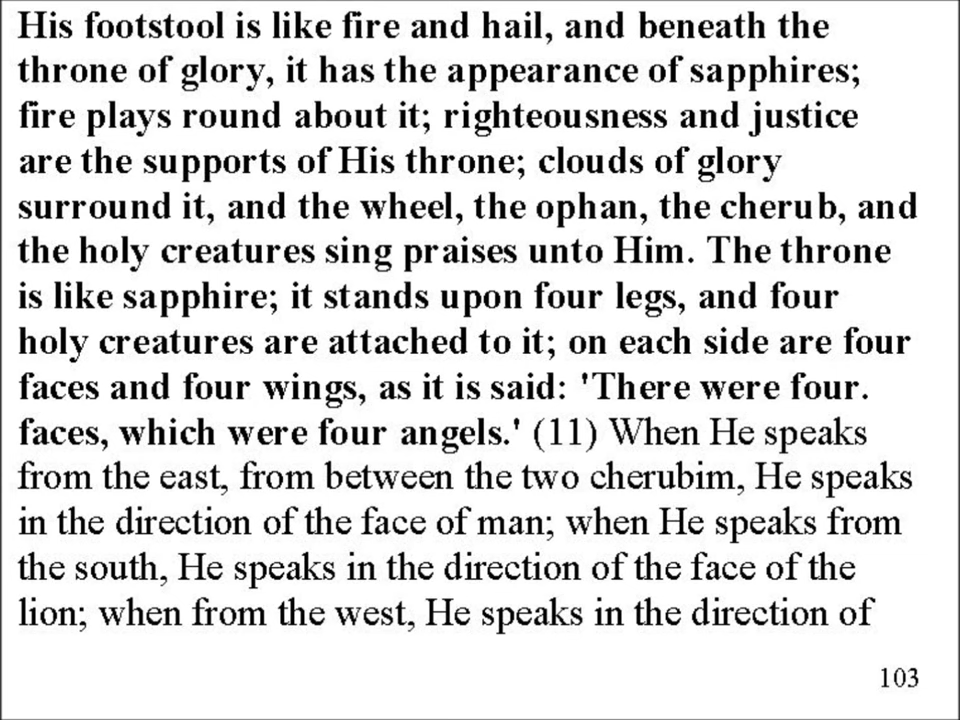 His footstool is like fire and hail, and beneath the
throne of glory, it has the appearance of sapphires;
fire plays round about it; righteousness and justice
are the supports of His throne; clouds of glory
surround it, and the wheel, the ophan, the cherub, and
the holy creatures sing praises unto Him. The throne
is like sapphire; it stands upon four legs, and four
holy creatures are attached to it; on each side are four
faces and four wings, as it is said: 'There were four.
faces, which were four angels.' (11) When He speaks
from the east, from between the two cherubim, He speaks
in the direction of the face of man; when He speaks from
the south, He speaks in the direction of the face of the
lion; when from the west, He speaks in the direction of
103